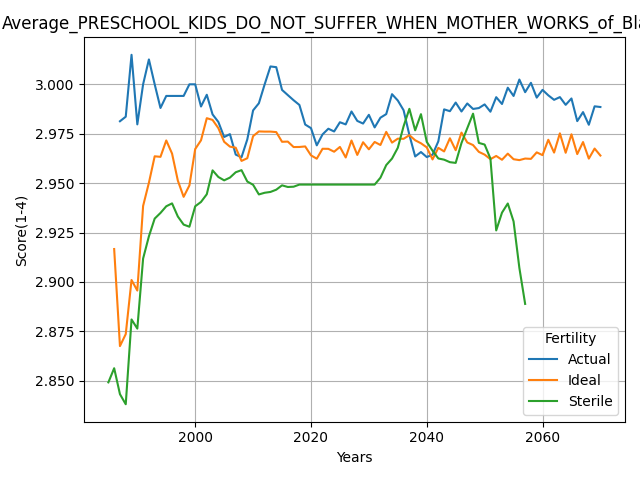 Average_PRESCHOOL_KIDS_DO_NOT_SUFFER_WHEN_MOTHER_WORKS_of_Bla
3.000
2.975
2.950
2.925
2.900
2.875
2.850
Score(1-4)
2000 2020 2040 2060
Years
Fertility
Actual
Ideal
Sterile